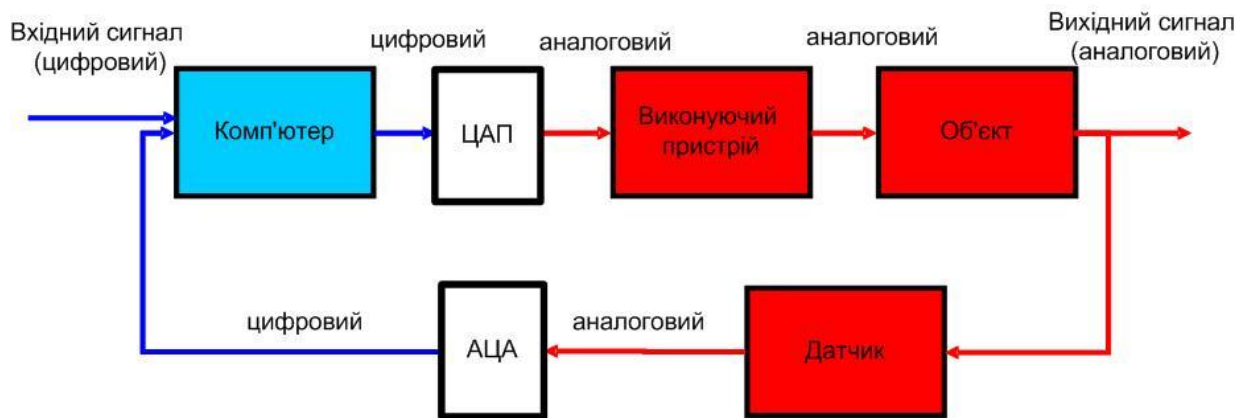 Вхідний сигнал
(цифровий)
цифровий
аналоговий
аналоговий
Вихідний сигнал
(аналоговий)
Комп'ютер
ЦАП
Виконуючий
пристрій
Об'єкт
цифровий
АЦА
аналоговий
Датчик